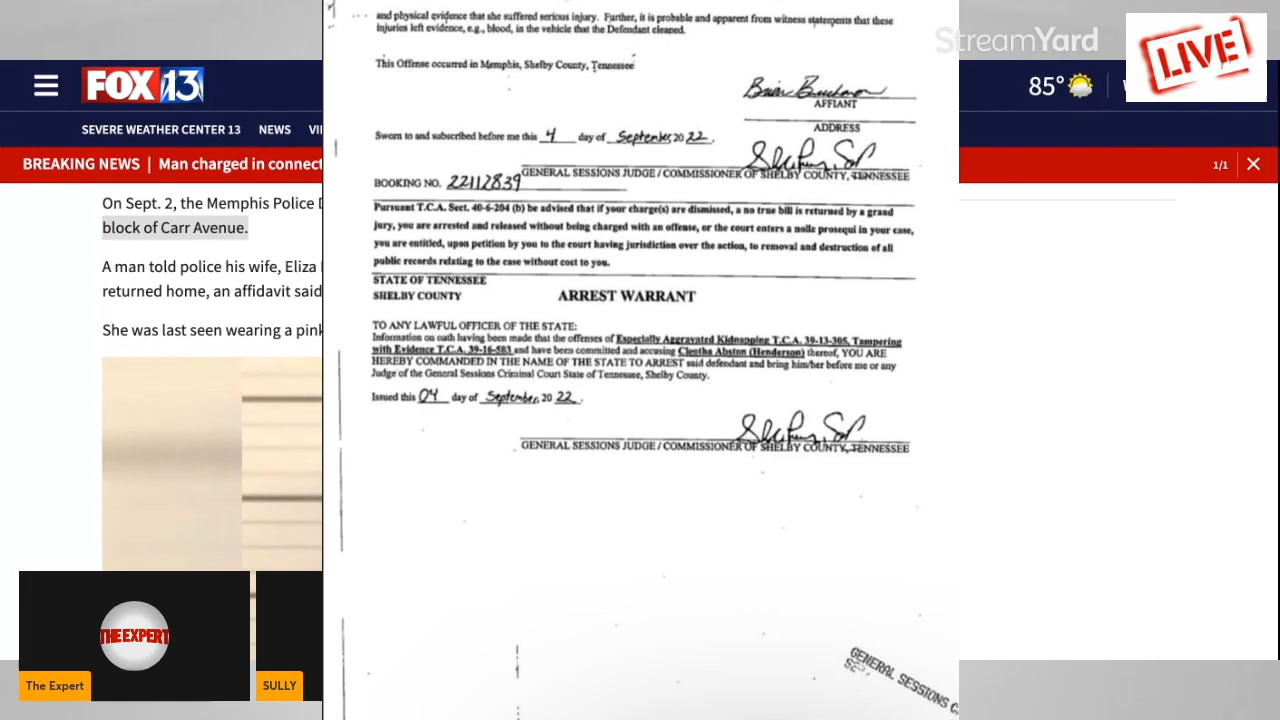 and physical evidence that she suffered serious injury. Further, it is probable and apparent from witness statements that these
injuries left evidence, e.g., blood, in the vehicle that the Defendant cleaned.
StreamYard
LIVE
This Offense occurred in Memphis, Shelby County, Tennessee
FOX 13
85°
AFFIANT
ADDRESS
SEVERE WEATHER CENTER 13 NEWS VI
Sworn to and subscribed before me this 4 day of September, 20 22.
BREAKING NEWS | Man charged in connect
1/1
GENERAL SESSIONS JUDGE / COMMISSIONER OF SHELBY COUNTY, TENNESSEE
BOOKING NO. 22112839
On Sept. 2, the Memphis Police D
block of Carr Avenue.
A man told police his wife, Eliza
returned home, an affidavit said
She was last seen wearing a pink
Pursuant T.C.A. Sect. 40-6-204 (b) be advised that if your charge(s) are dismissed, a no true bill is returned by a grand
jury, you are arrested and released without being charged with an offense, or the court enters a nolle prosequi in your case,
you are entitled, upon petition by you to the court having jurisdiction over the action, to removal and destruction of all
public records relating to the case without cost to you.
STATE OF TENNESSEE
SHELBY COUNTY ARREST WARRANT
TO ANY LAWFUL OFFICER OF THE STATE:
Information on oath having been made that the offenses of Especially Aggravated Kidnapping T.C.A. 39-13-305, Tampering
with Evidence T.C.A. 39-16-503 and have been committed and accusing Cleotha Abston (Henderson) thereof, YOU ARE
HEREBY COMMANDED IN THE NAME OF THE STATE TO ARREST said defendant and bring him/her before me or any
Judge of the General Sessions Criminal Court State of Tennessee, Shelby County.
Issued this 04 day of September, 20 22.
GENERAL SESSIONS JUDGE / COMMISSIONER OF SHELBY COUNTY, TENNESSEE
THE EXPERT
The Expert
SULLY
GENERAL SESSIONS C